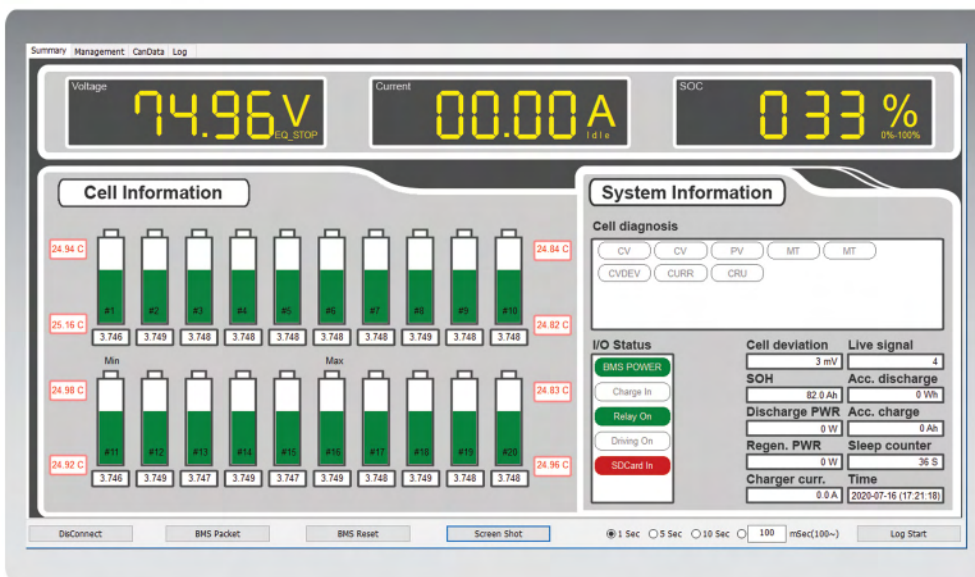 Summary Management CanData Log
Voltage
74.96 V
EQ_STOP
Current
00.00 A
Idle
SOC
033 %
0%-100%
Cell Information
24.94 C
24.84 C
#1 #2 #3 #4 #5 #6 #7 #8 #9 #10
25.16 C
24.82 C
3.746 3.749 3.748 3.748 3.748 3.748 3.749 3.748 3.748 3.748
Min Max
24.98 C
24.83 C
#11 #12 #13 #14 #15 #16 #17 #18 #19 #20
24.92 C
24.96 C
3.746 3.749 3.747 3.749 3.747 3.749 3.748 3.749 3.748 3.748
System Information
Cell diagnosis
CV CV PV MT MT
CVDEV CURR CRU
I/O Status
BMS POWER
Charge In
Relay On
Driving On
SDCard In
Cell deviation Live signal
3 mV 4
SOH Acc. discharge
82.0 Ah 0 Wh
Discharge PWR Acc. charge
0 W 0 Ah
Regen. PWR Sleep counter
0 W 36 S
Charger curr. Time
0.0 A 2020-07-16 (17:21:18)
DisConnect BMS Packet BMS Reset Screen Shot 1 Sec 5 Sec 10 Sec 100 mSec(100~) Log Start